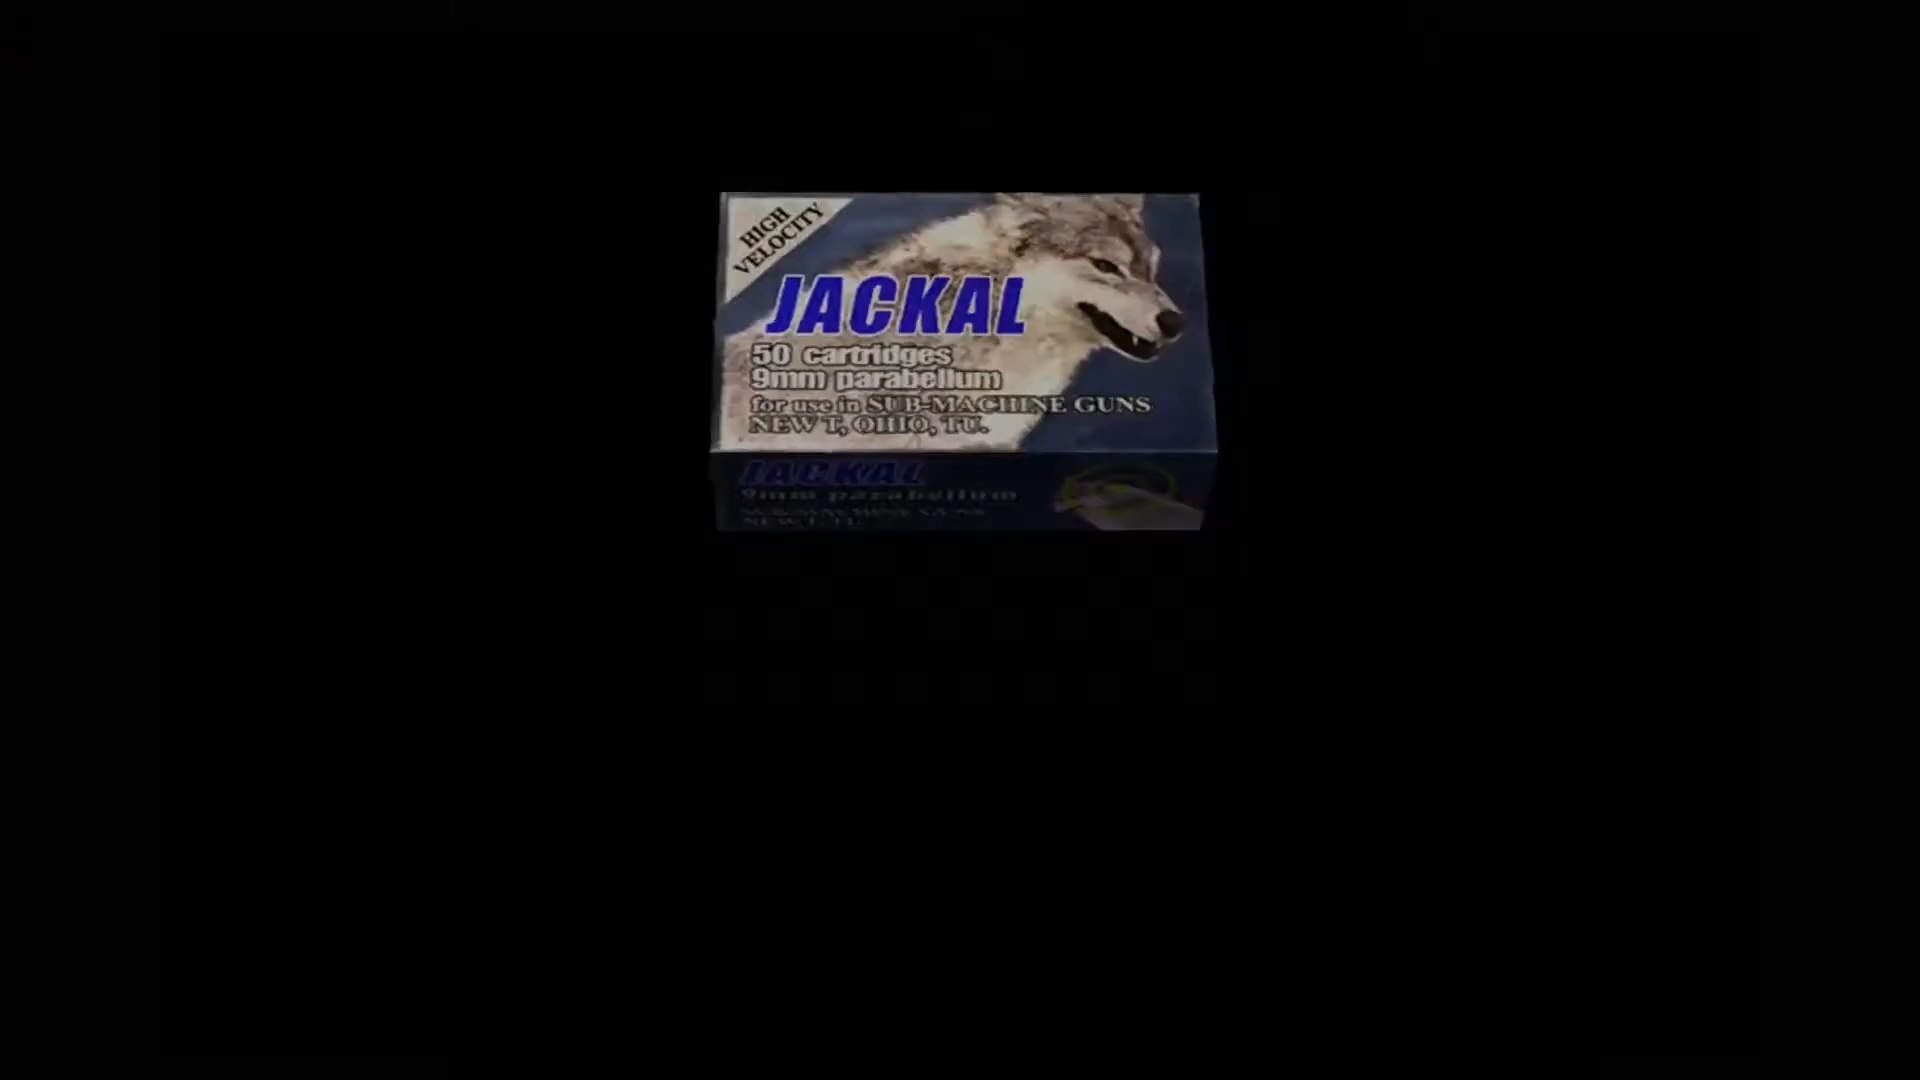 HIGH
VELOCITY
JACKAL
50 cartridges
9mm parabellum
for use in SUB-MACHINE GUNS
NEW T, OHIO, TU.
JACKAL
9mm parabellum